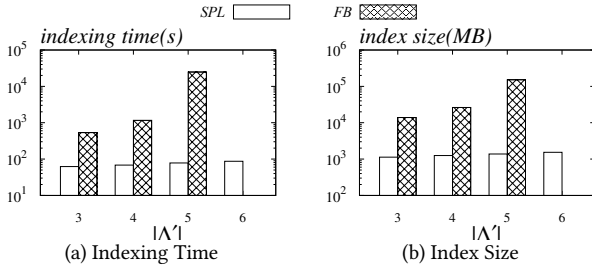 SPL FB
indexing time(s) index size(MB)
10^5 10^6
10^4 10^5
10^3 10^4
10^2 10^3
10^1 10^2
3 4 5 6 3 4 5 6
|Λ′| |Λ′|
(a) Indexing Time (b) Index Size